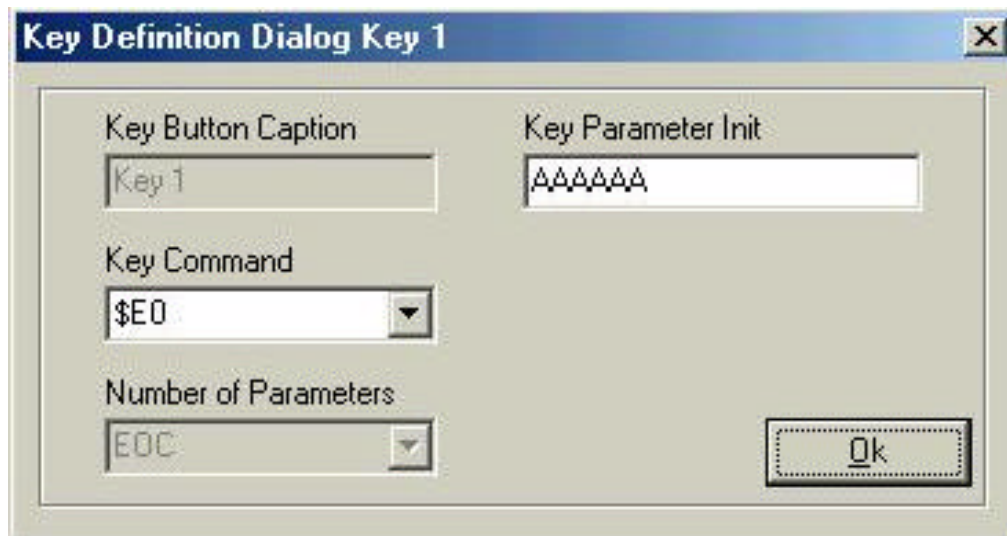 Key Definition Dialog Key 1
Key Button Caption
Key 1
Key Parameter Init
AAAAAA
Key Command
$E0
Number of Parameters
EOC
Ok